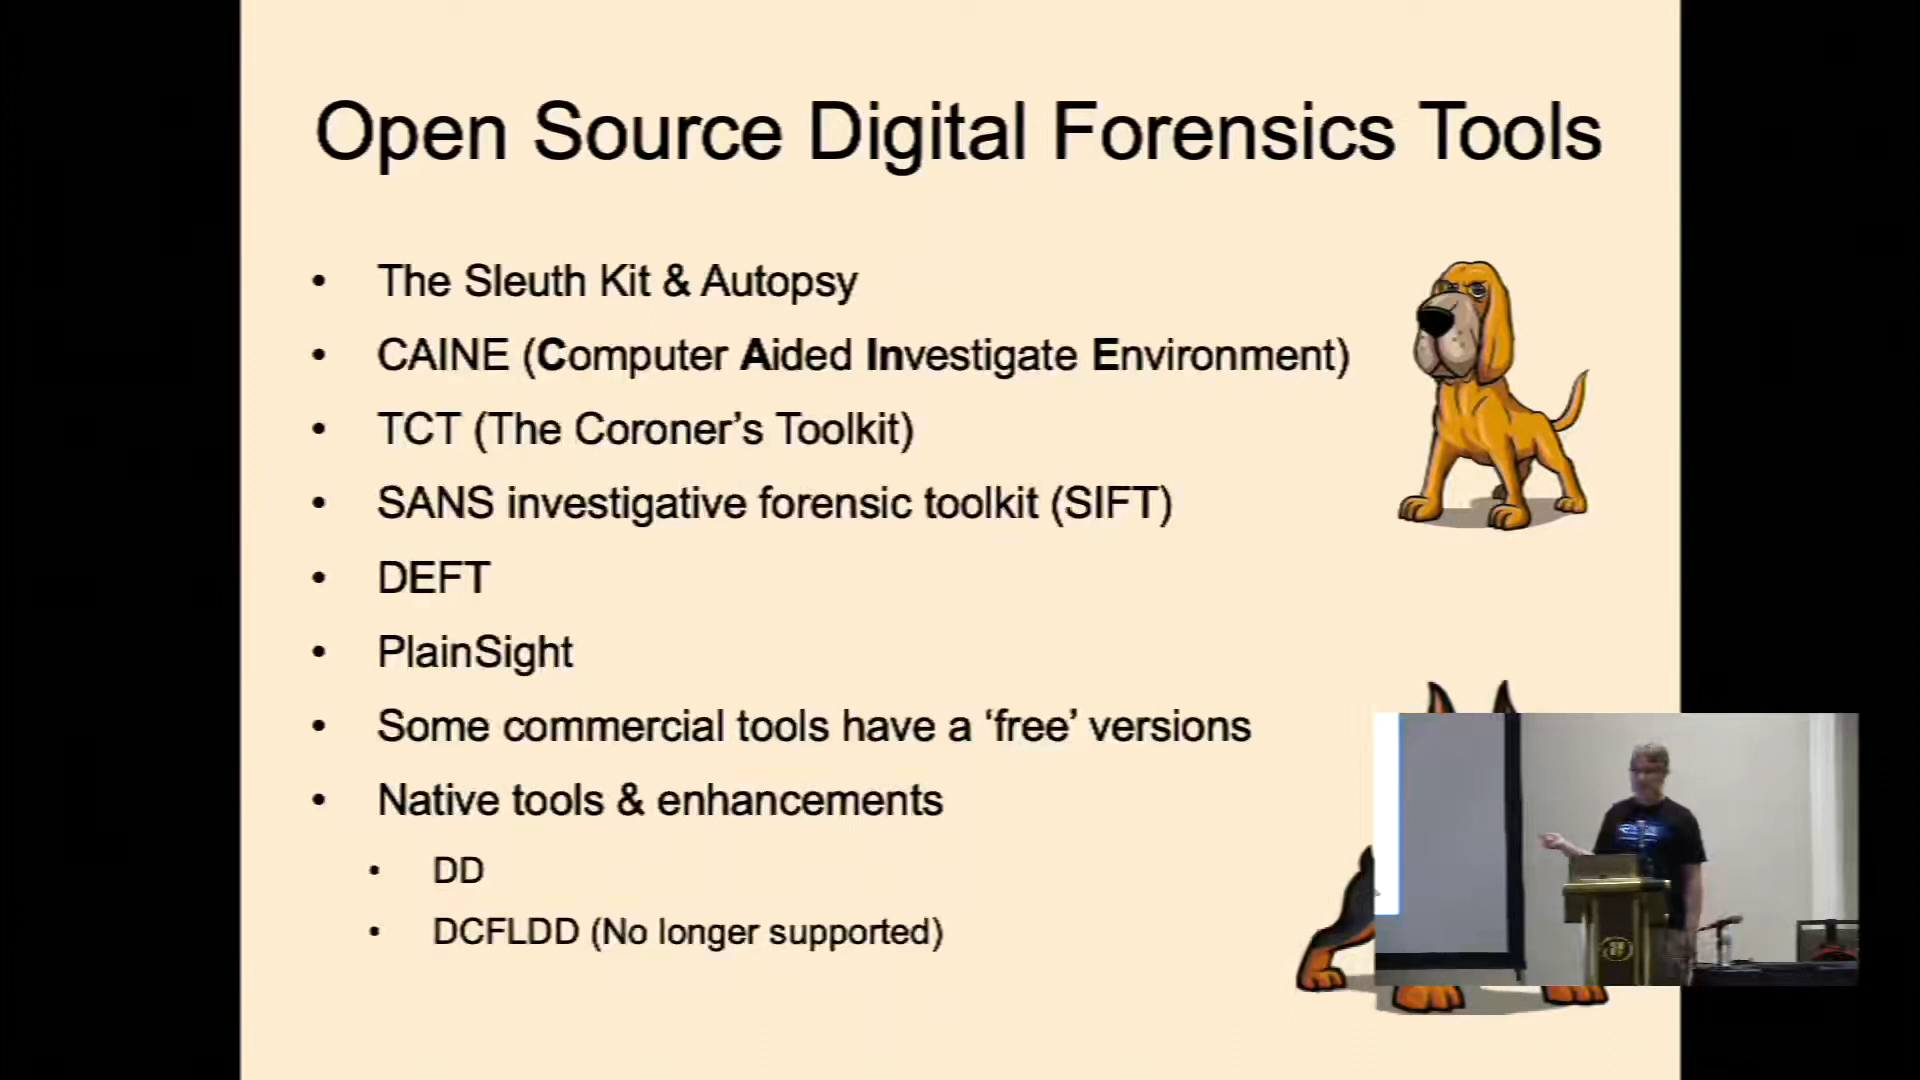 Open Source Digital Forensics Tools
• The Sleuth Kit & Autopsy
• CAINE (Computer Aided Investigate Environment)
• TCT (The Coroner’s Toolkit)
• SANS investigative forensic toolkit (SIFT)
• DEFT
• PlainSight
• Some commercial tools have a ‘free’ versions
• Native tools & enhancements
• DD
• DCFLDD (No longer supported)